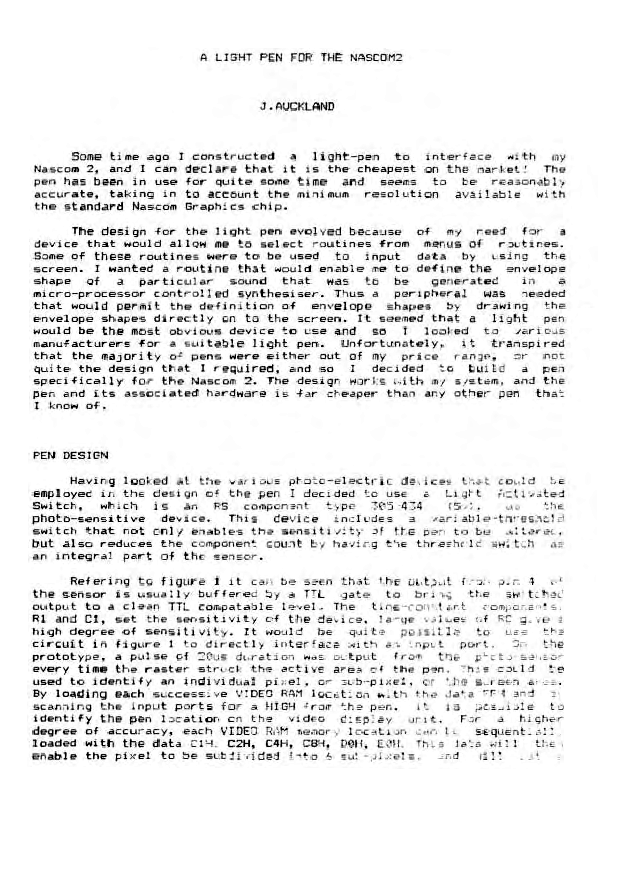 A LIGHT PEN FOR THE NASCOM2
J.AUCKLAND
Some time ago I constructed a light-pen to interface with my
Nascom 2, and I can declare that it is the cheapest on the market! The
pen has been in use for quite some time and seems to be reasonably
accurate, taking in to account the minimum resolution available with
the standard Nascom Graphics chip.
The design for the light pen evolved because of my need for a
device that would allow me to select routines from menus of routines.
Some of these routines were to be used to input data by using the
screen. I wanted a routine that would enable me to define the envelope
shape of a particular sound that was to be generated in a
micro-processor controlled synthesiser. Thus a peripheral was needed
that would permit the definition of envelope shapes by drawing the
envelope shapes directly on to the screen. It seemed that a light pen
would be the most obvious device to use and so I looked to various
manufacturers for a suitable light pen. Unfortunately, it transpired
that the majority of pens were either out of my price range, or not
quite the design that I required, and so I decided to build a pen
specifically for the Nascom 2. The design works with my system, and the
pen and its associated hardware is far cheaper than any other pen that
I know of.
PEN DESIGN
Having looked at the various photo-electric devices that could be
employed in the design of the pen I decided to use a Light Activated
Switch, which is an RS component type 305-434 as the
photo-sensitive device. This device includes a variable-threshold
switch that not only enables the sensitivity of the pen to be altered,
but also reduces the component count by having the threshold switch as
an integral part of the sensor.
Refering to figure 1 it can be seen that the output from pin 4 of
the sensor is usually buffered by a TTL gate to bring the switched
output to a clean TTL compatable level. The time-constant components,
R1 and C1, set the sensitivity of the device, large values of RC give a
high degree of sensitivity. It would be quite possible to use the
circuit in figure 1 to directly interface with an input port. On the
prototype, a pulse of 20us duration was output from the photo-sensor
every time the raster struck the active area of the pen. This could be
used to identify an individual pixel, or sub-pixel, or the screen area.
By loading each successive VIDEO RAM location with the data and
scanning the input ports for a HIGH from the pen, it is possible to
identify the pen location on the video display unit. For a higher
degree of accuracy, each VIDEO RAM memory location can be sequentially
loaded with the data C1H, C2H, C4H, C8H, D0H, E0H. This data will then
enable the pixel to be subdivided into 6 sub-pixels, and will